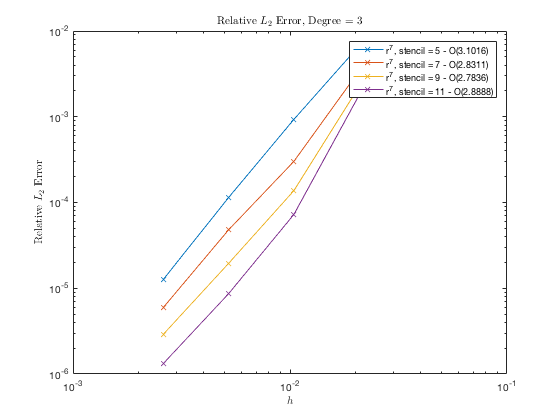 Relative L₂ Error, Degree = 3
10⁻²
10⁻³
10⁻⁴
10⁻⁵
10⁻⁶
Relative L₂ Error
r⁷, stencil = 5 - O(3.1016)
r⁷, stencil = 7 - O(2.8311)
r⁷, stencil = 9 - O(2.7836)
r⁷, stencil = 11 - O(2.8888)
10⁻³
10⁻²
10⁻¹
h